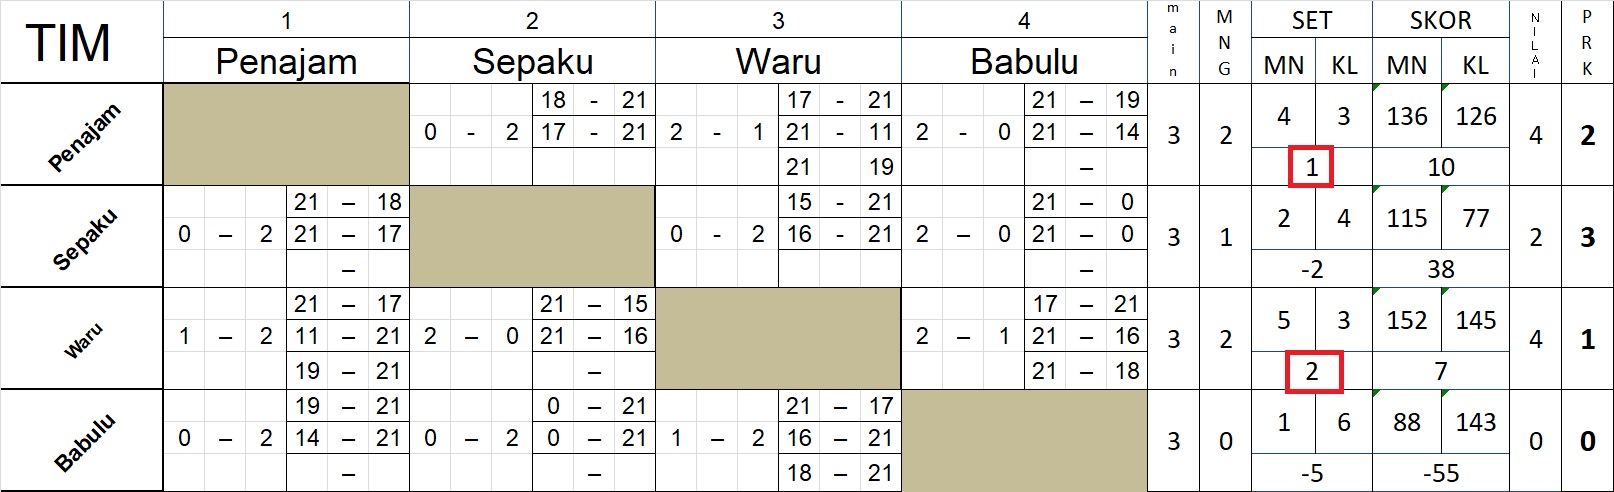 TIM 1 2 3 4 main MNG SET SKOR NILAI PRK
Penajam Sepaku Waru Babulu MN KL MN KL
18 - 21 17 - 21 21 – 19
Penajam 0 - 2 17 - 21 2 - 1 21 - 11 2 - 0 21 – 14 3 2 4 3 136 126 4 2
21 19 – 1 10
21 – 18 15 - 21 21 – 0
Sepaku 0 – 2 21 – 17 0 - 2 16 - 21 2 – 0 21 – 0 3 1 2 4 115 77 2 3
– – -2 38
21 – 17 21 – 15 17 – 21
Waru 1 – 2 11 – 21 2 – 0 21 – 16 2 – 1 21 – 16 3 2 5 3 152 145 4 1
19 – 21 – 21 – 18 2 7
19 – 21 0 – 21 21 – 17
Babulu 0 – 2 14 – 21 0 – 2 0 – 21 1 – 2 16 – 21 3 0 1 6 88 143 0 0
– – 18 – 21 -5 -55